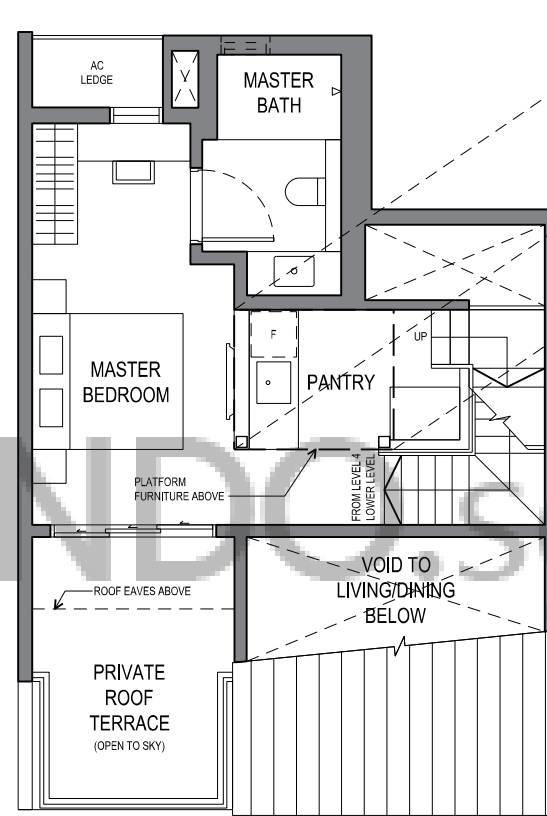 AC
LEDGE
MASTER
BATH
F
UP
MASTER
BEDROOM
PANTRY
PLATFORM
FURNITURE ABOVE
FROM LEVEL 4
LOWER LEVEL
NDO.s
ROOF EAVES ABOVE
VOID TO
LIVING/DINING
BELOW
PRIVATE
ROOF
TERRACE
(OPEN TO SKY)